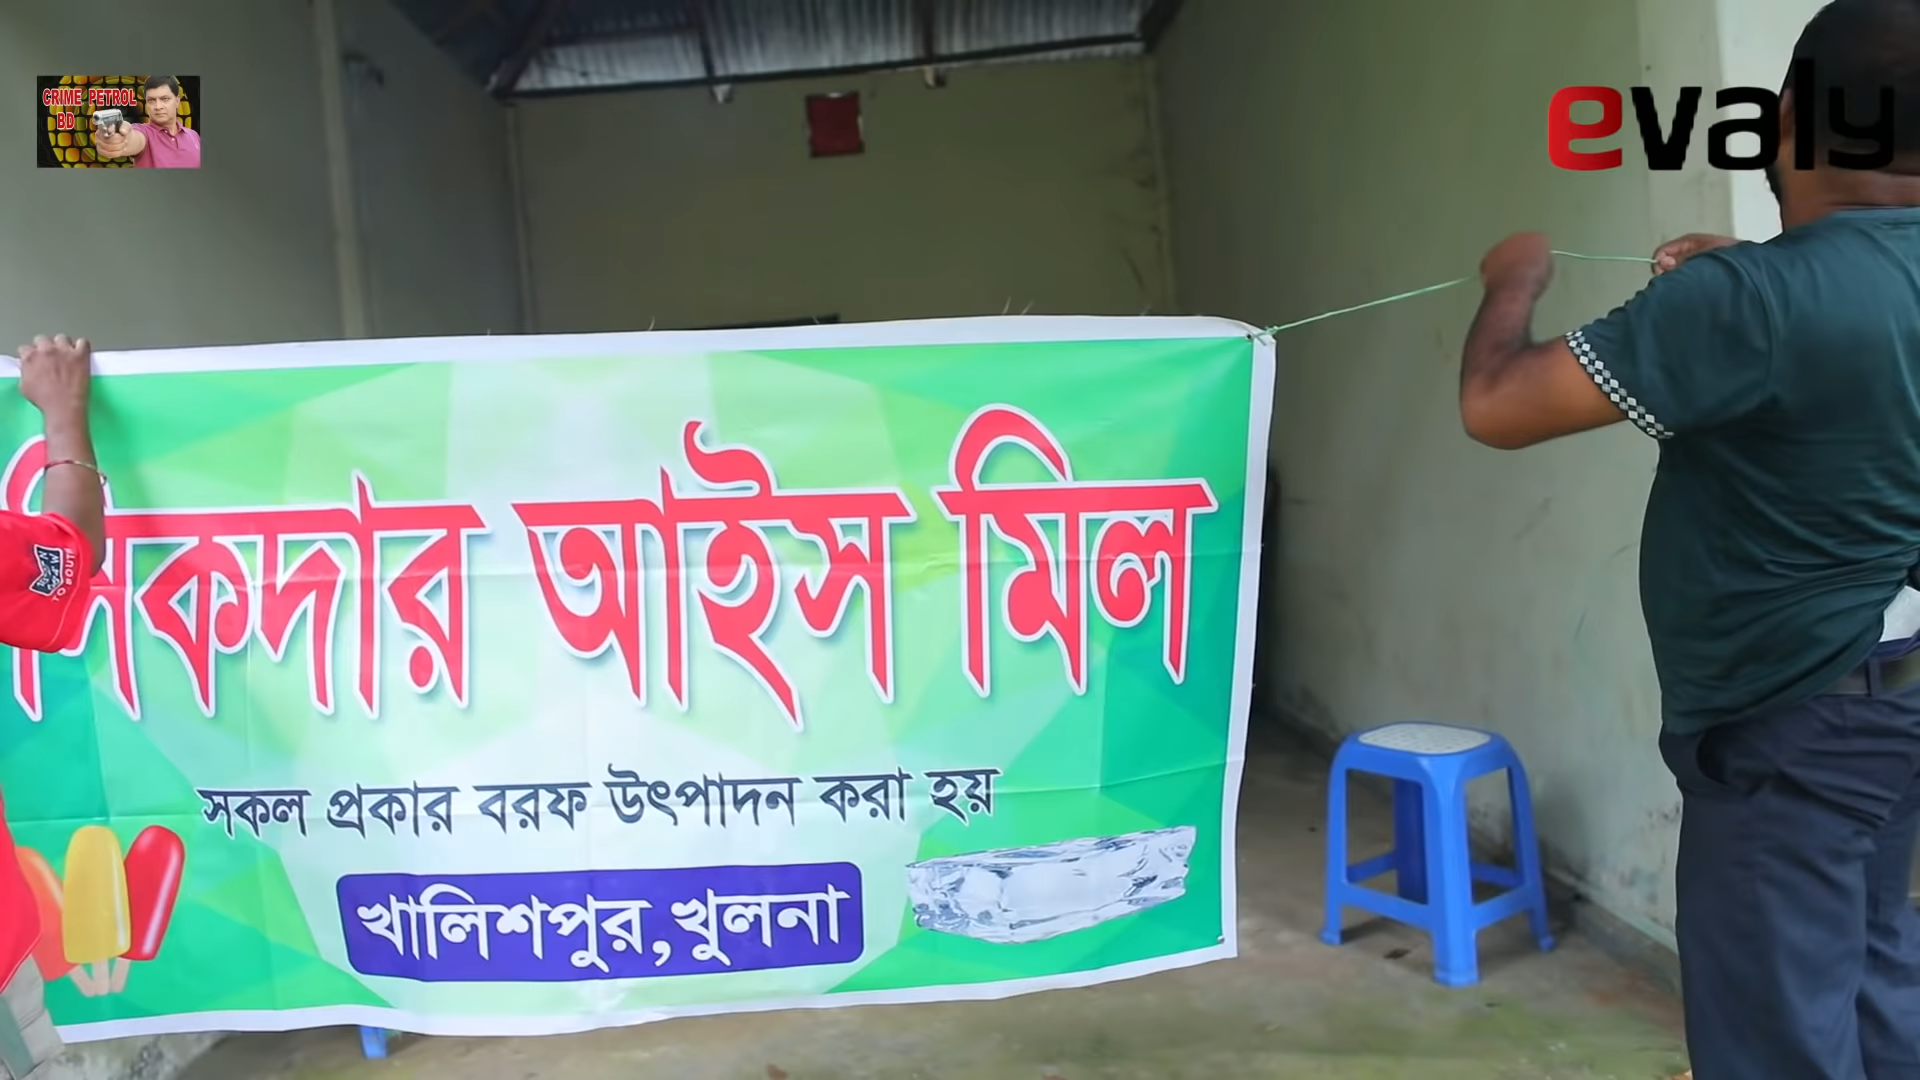 CRIME PETROL
BD
evaly
সিকদার আইস মিল
সকল প্রকার বরফ উৎপাদন করা হয়
খালিশপুর,খুলনা